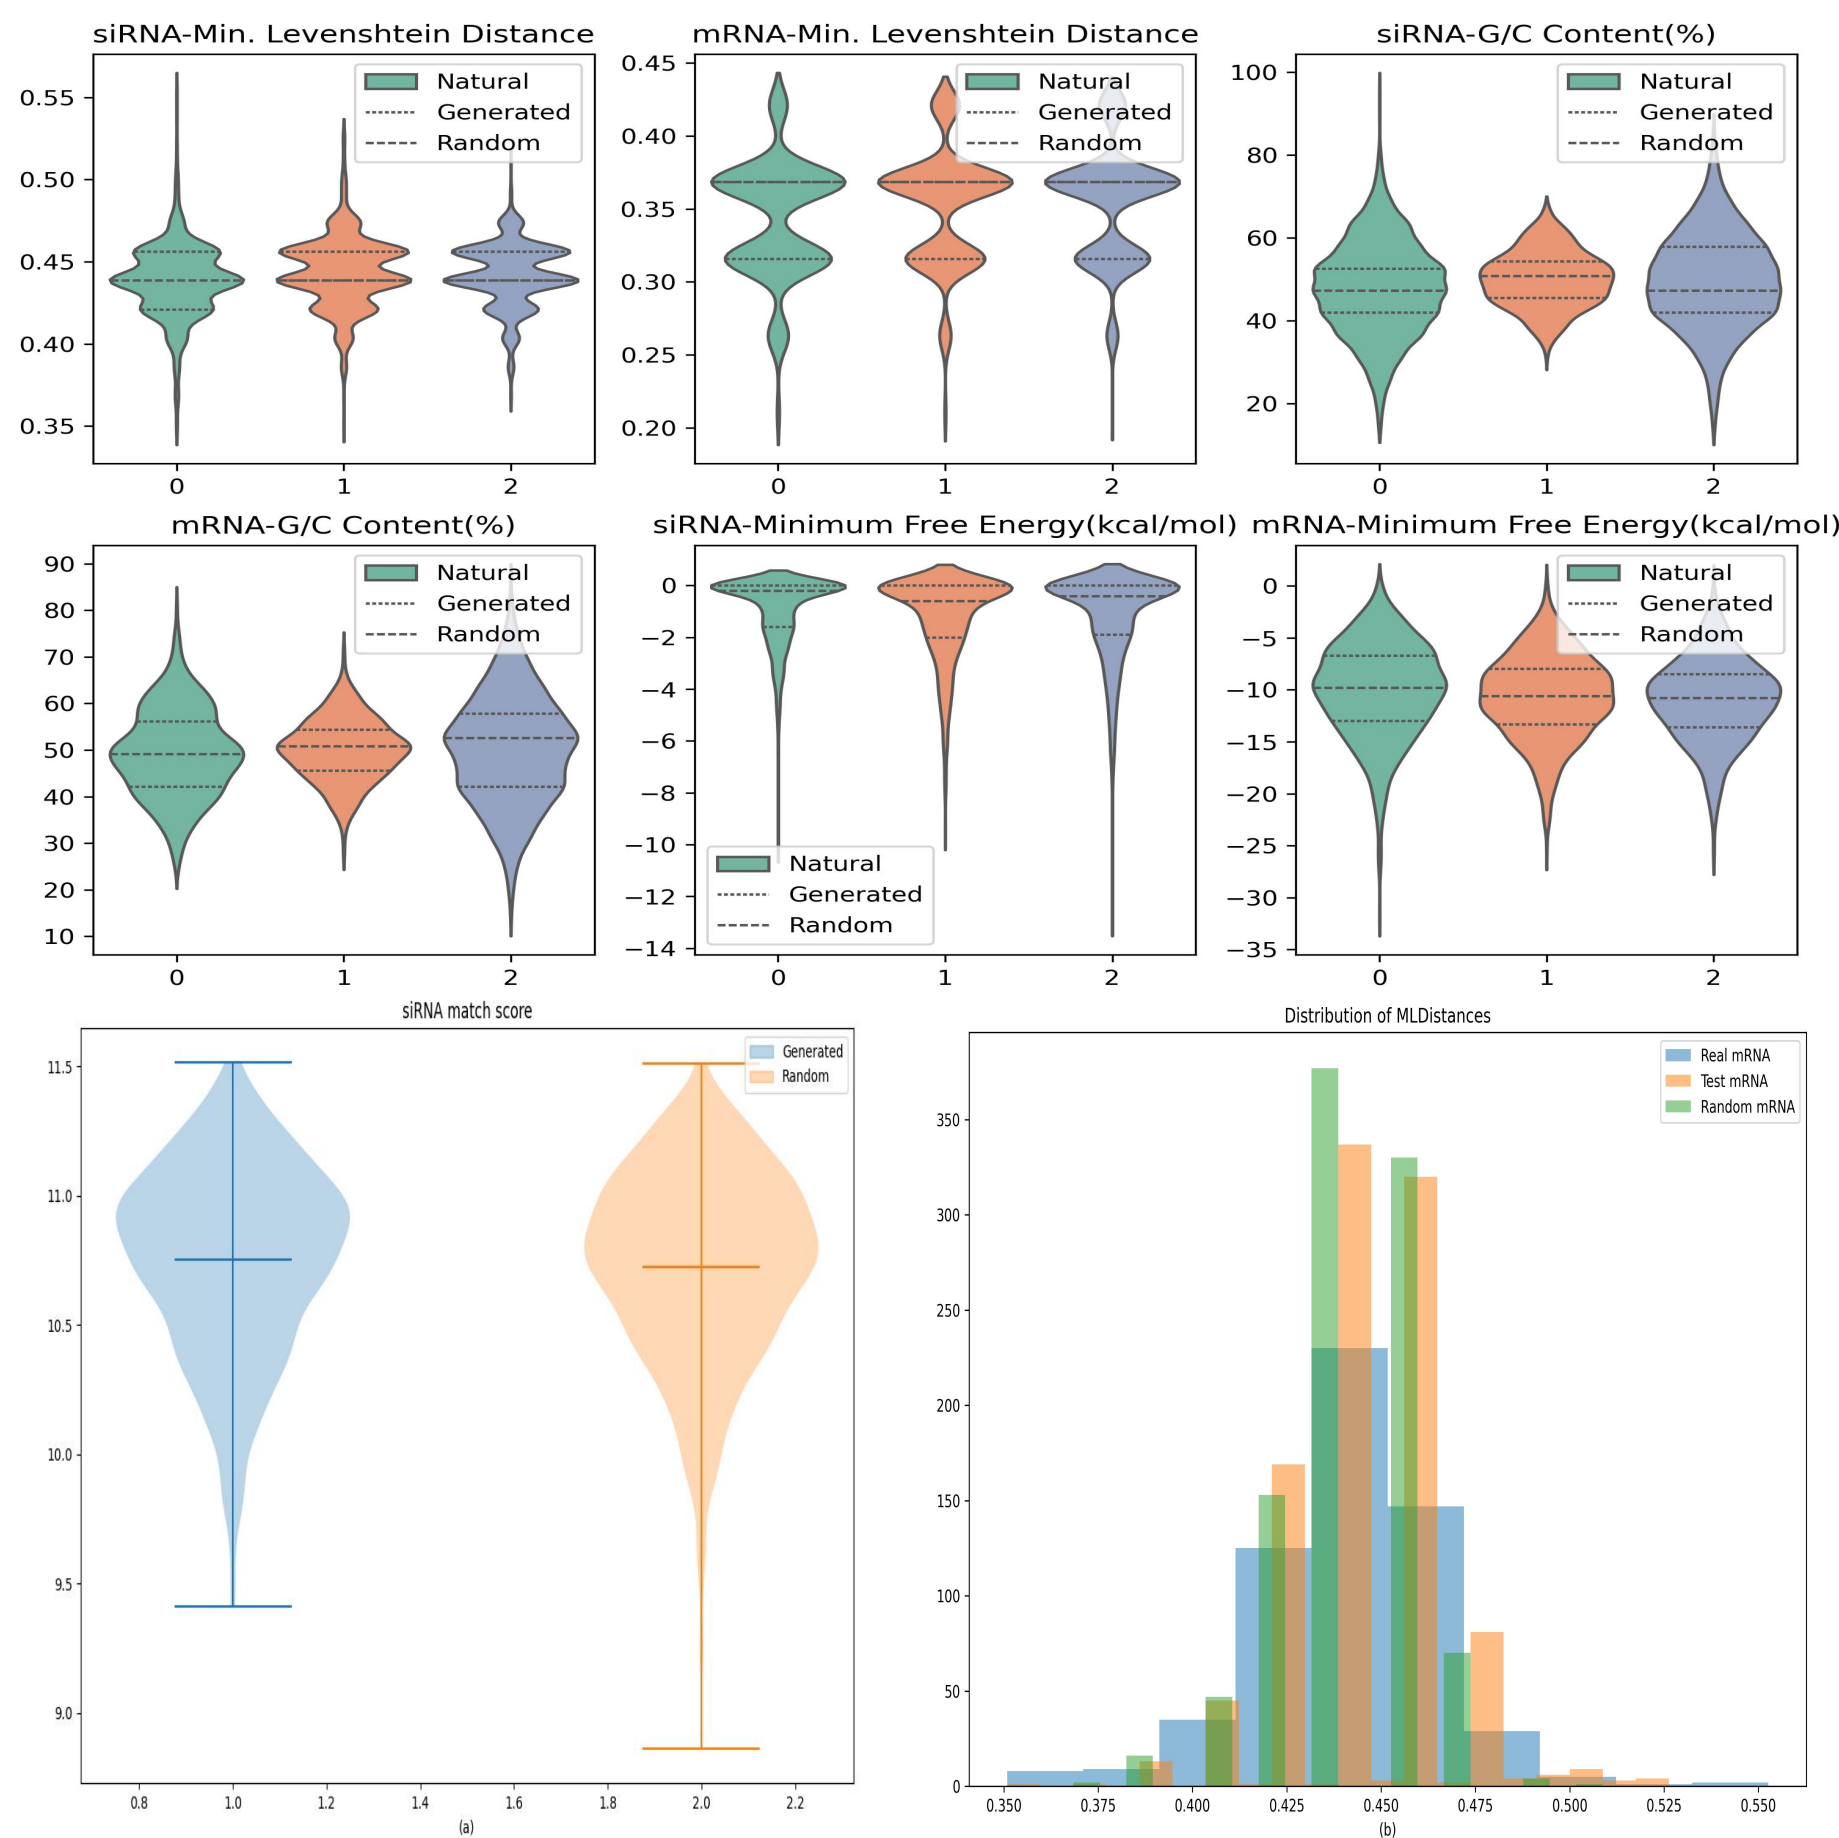 siRNA-Min. Levenshtein Distance
mRNA-Min. Levenshtein Distance
siRNA-G/C Content(%)
0.55
0.50
0.45
0.40
0.35
Natural
Generated
Random
0
1
2
0.45
0.40
0.35
0.30
0.25
0.20
Natural
Generated
Random
0
1
2
100
80
60
40
20
Natural
Generated
Random
0
1
2
mRNA-G/C Content(%)
siRNA-Minimum Free Energy(kcal/mol)
mRNA-Minimum Free Energy(kcal/mol)
90
80
70
60
50
40
30
20
10
Natural
Generated
Random
0
1
2
0
−2
−4
−6
−8
−10
−12
−14
Natural
Generated
Random
0
1
2
0
−5
−10
−15
−20
−25
−30
−35
Natural
Generated
Random
0
1
2
siRNA match score
11.5
11.0
10.5
10.0
9.5
9.0
Generated
Random
0.8
1.0
1.2
1.4
1.6
1.8
2.0
2.2
(a)
Distribution of MLDistances
350
300
250
200
150
100
50
0
Real mRNA
Test mRNA
Random mRNA
0.350
0.375
0.400
0.425
0.450
0.475
0.500
0.525
0.550
(b)